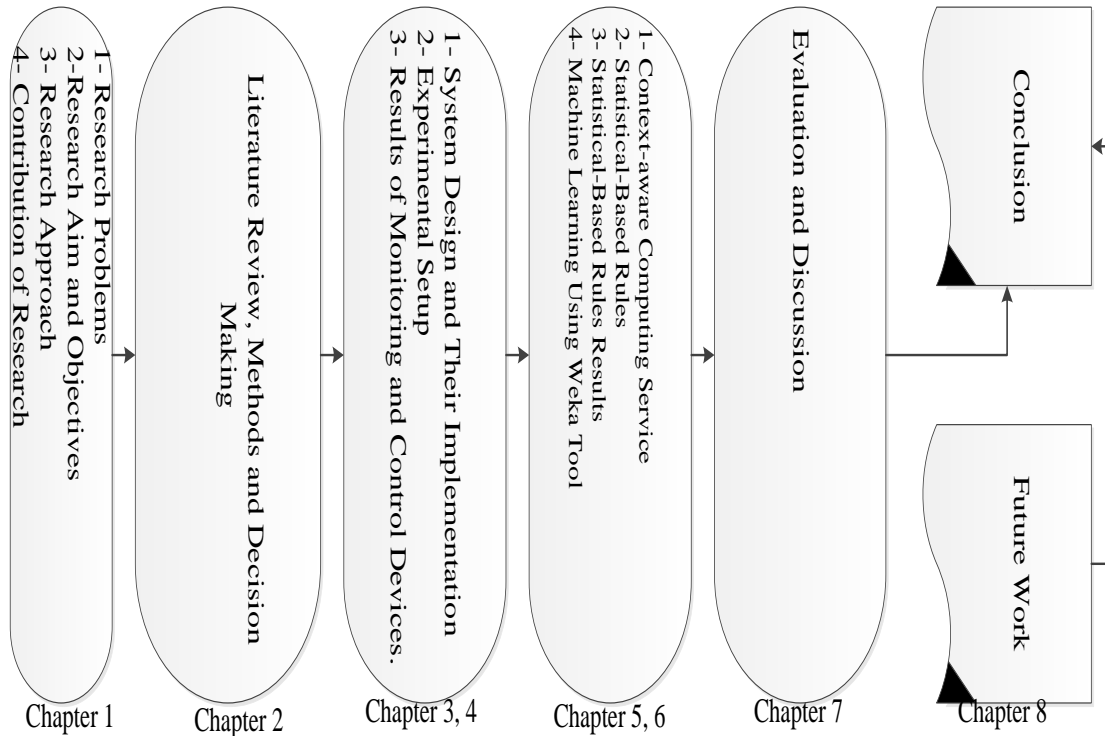 1- Research Problems
2-Research Aim and Objectives
3- Research Approach
4- Contribution of Research
Chapter 1
Literature Review, Methods and Decision
Making
Chapter 2
1- System Design and Their Implementation
2- Experimental Setup
3- Results of Monitoring and Control Devices.
Chapter 3, 4
1- Context-aware Computing Service
2- Statistical-Based Rules
3- Statistical-Based Rules Results
4- Machine Learning Using Weka Tool
Chapter 5, 6
Evaluation and Discussion
Chapter 7
Conclusion
Future Work
Chapter 8